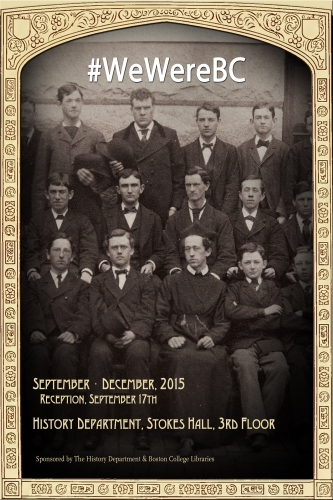 #WeWereBC
September · December, 2015
Reception, September 17th
History Department, Stokes Hall, 3rd Floor
Sponsored by The History Department & Boston College Libraries